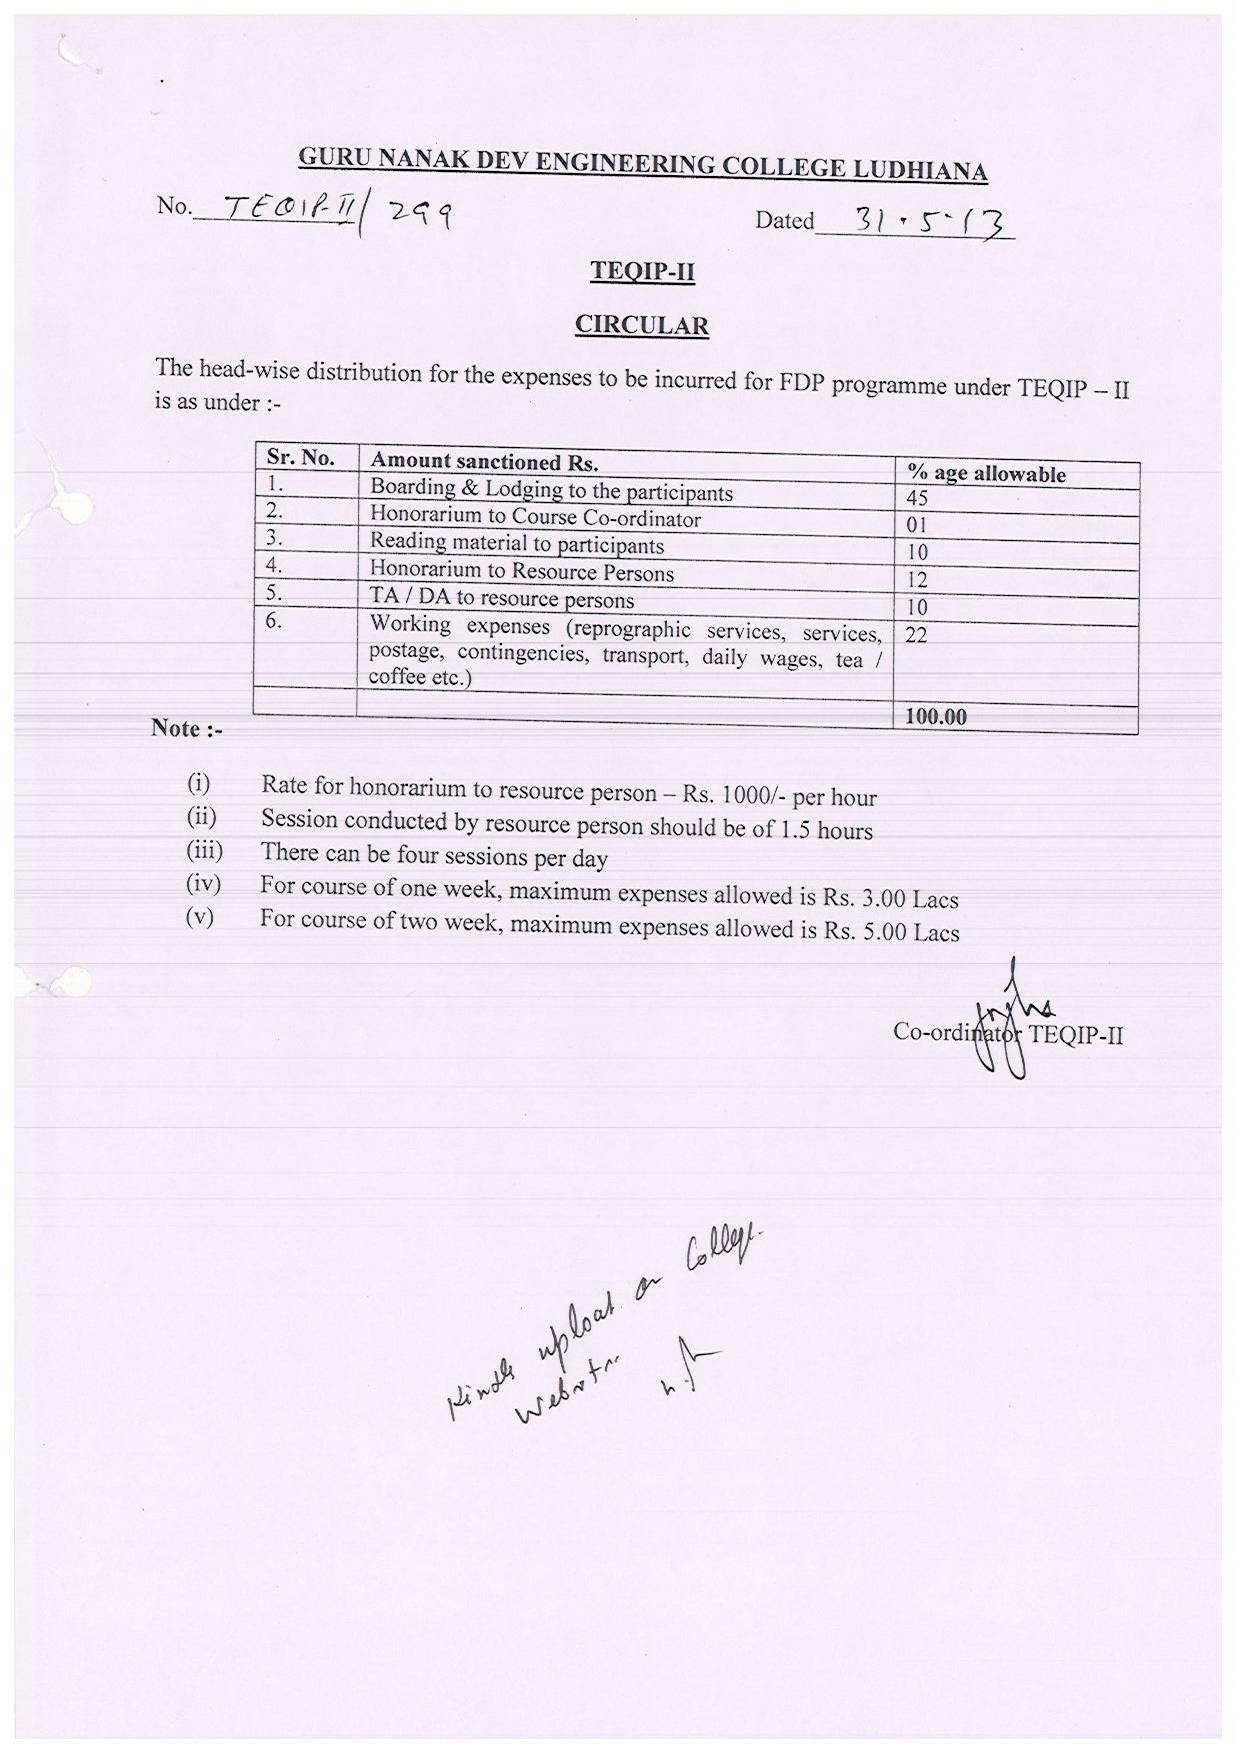 GURU NANAK DEV ENGINEERING COLLEGE LUDHIANA
No. TEQIP-II/299 Dated 31.5.13
TEQIP-II
CIRCULAR
The head-wise distribution for the expenses to be incurred for FDP programme under TEQIP – II
is as under :-
Sr. No. Amount sanctioned Rs. % age allowable
1. Boarding & Lodging to the participants 45
2. Honorarium to Course Co-ordinator 01
3. Reading material to participants 10
4. Honorarium to Resource Persons 12
5. TA / DA to resource persons 10
6. Working expenses (reprographic services, services, 22
postage, contingencies, transport, daily wages, tea /
coffee etc.)
100.00
Note :-
(i) Rate for honorarium to resource person – Rs. 1000/- per hour
(ii) Session conducted by resource person should be of 1.5 hours
(iii) There can be four sessions per day
(iv) For course of one week, maximum expenses allowed is Rs. 3.00 Lacs
(v) For course of two week, maximum expenses allowed is Rs. 5.00 Lacs
Co-ordinator TEQIP-II
Kindly upload on College
Website